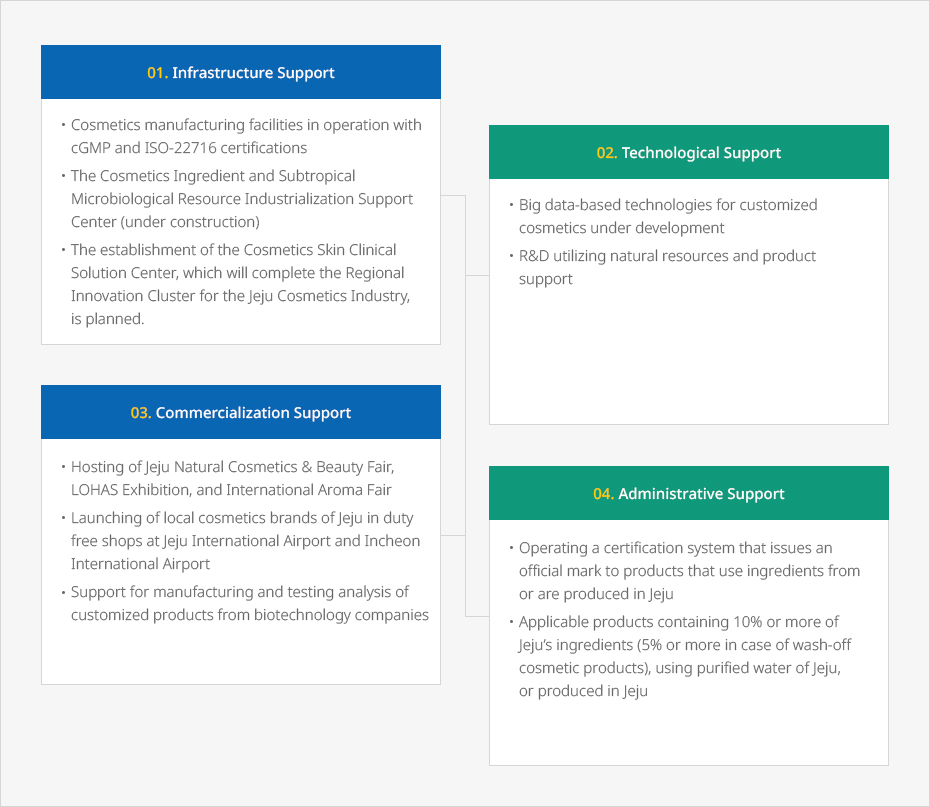 01. Infrastructure Support
• Cosmetics manufacturing facilities in operation with
cGMP and ISO-22716 certifications
• The Cosmetics Ingredient and Subtropical
Microbiological Resource Industrialization Support
Center (under construction)
• The establishment of the Cosmetics Skin Clinical
Solution Center, which will complete the Regional
Innovation Cluster for the Jeju Cosmetics Industry,
is planned.
02. Technological Support
• Big data-based technologies for customized
cosmetics under development
• R&D utilizing natural resources and product
support
03. Commercialization Support
• Hosting of Jeju Natural Cosmetics & Beauty Fair,
LOHAS Exhibition, and International Aroma Fair
• Launching of local cosmetics brands of Jeju in duty
free shops at Jeju International Airport and Incheon
International Airport
• Support for manufacturing and testing analysis of
customized products from biotechnology companies
04. Administrative Support
• Operating a certification system that issues an
official mark to products that use ingredients from
or are produced in Jeju
• Applicable products containing 10% or more of
Jeju’s ingredients (5% or more in case of wash-off
cosmetic products), using purified water of Jeju,
or produced in Jeju